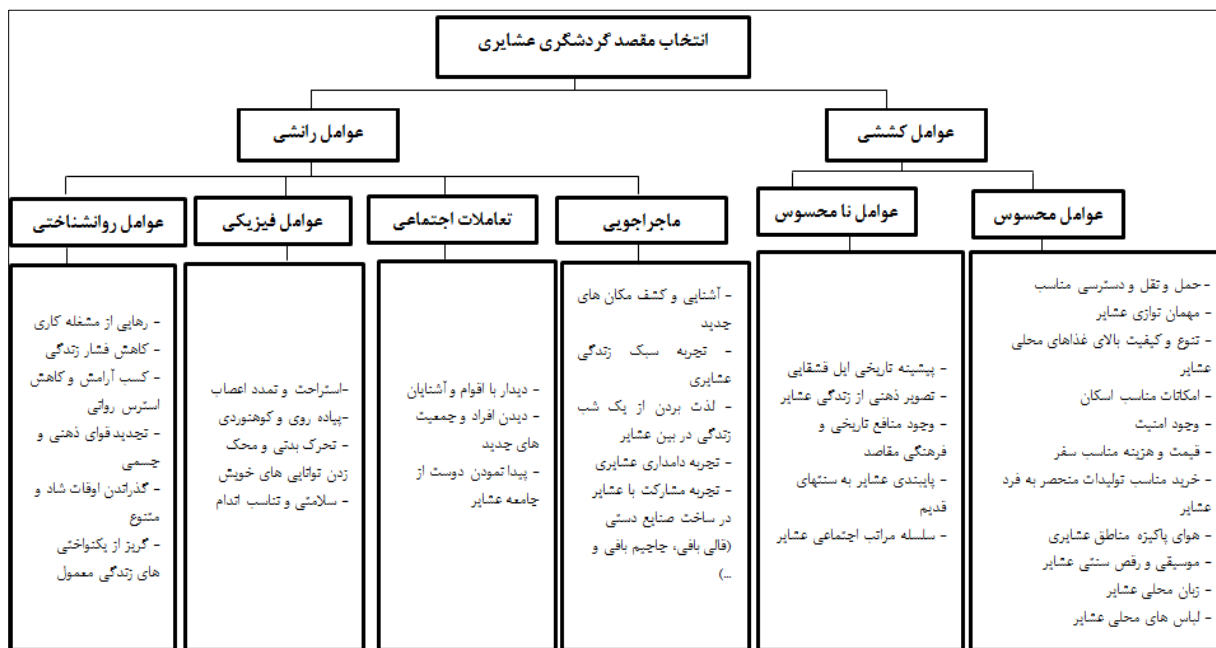 انتخاب مقصد گردشگری عشایری
عوامل کششی
عوامل رانشی
عوامل محسوس
عوامل نا محسوس
ماجراجویی
تعاملات اجتماعی
عوامل فیزیکی
عوامل روانشناختی
- حمل و نقل و دسترسی مناسب
- مهمان نوازی عشایر
- تنوع و کیفیت بالای غذاهای محلی
عشایر
- امکانات مناسب اسکان
- وجود امنیت
- قیمت و هزینه مناسب سفر
- خرید مناسب تولیدات منحصر به فرد
عشایر
- هوای پاکیزه مناطق عشایری
- موسیقی و رقص سنتی عشایر
- زبان محلی عشایر
- لباس های محلی عشایر
- پیشینه تاریخی ایل قشقایی
- تصویر ذهنی از زندگی عشایر
- وجود منافع تاریخی و
فرهنگی مقاصد
- پایبندی عشایر به سنتهای
قدیم
- سلسله مراتب اجتماعی عشایر
- آشنایی و کشف مکان های
جدید
- تجربه سبک زندگی
عشایری
- لذت بردن از یک شب
زندگی در بین عشایر
- تجربه دامداری عشایری
- تجربه مشارکت با عشایر
در ساخت صنایع دستی
(قالی بافی، جاجیم بافی و
...)
- دیدار با اقوام و آشنایان
- دیدن افراد و جمعیت
های جدید
- پیدا نمودن دوست از
جامعه عشایر
-استراحت و تمدد اعصاب
-پیاده روی و کوهنوردی
- تحرک بدنی و محک
زدن توانایی های خویش
- سلامتی و تناسب اندام
- رهایی از مشغله کاری
- کاهش فشار زندگی
- کسب آرامش و کاهش
استرس روانی
- تجدید قوای ذهنی و
جسمی
- گذراندن اوقات شاد و
متنوع
- گریز از یکنواختی
های زندگی معمول